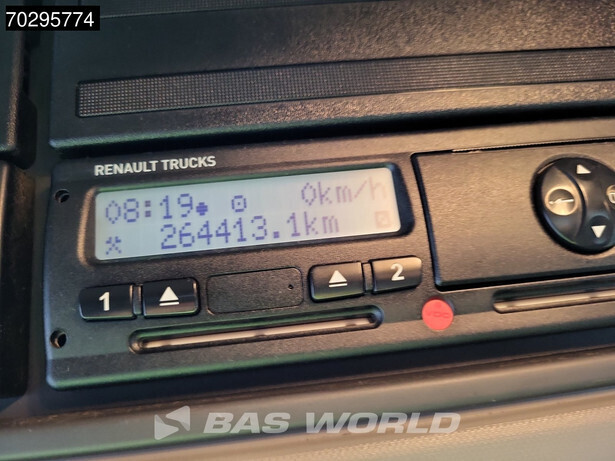 70295774
RENAULT TRUCKS
08:19 0km/h
264413.1km
1 2
BAS WORLD